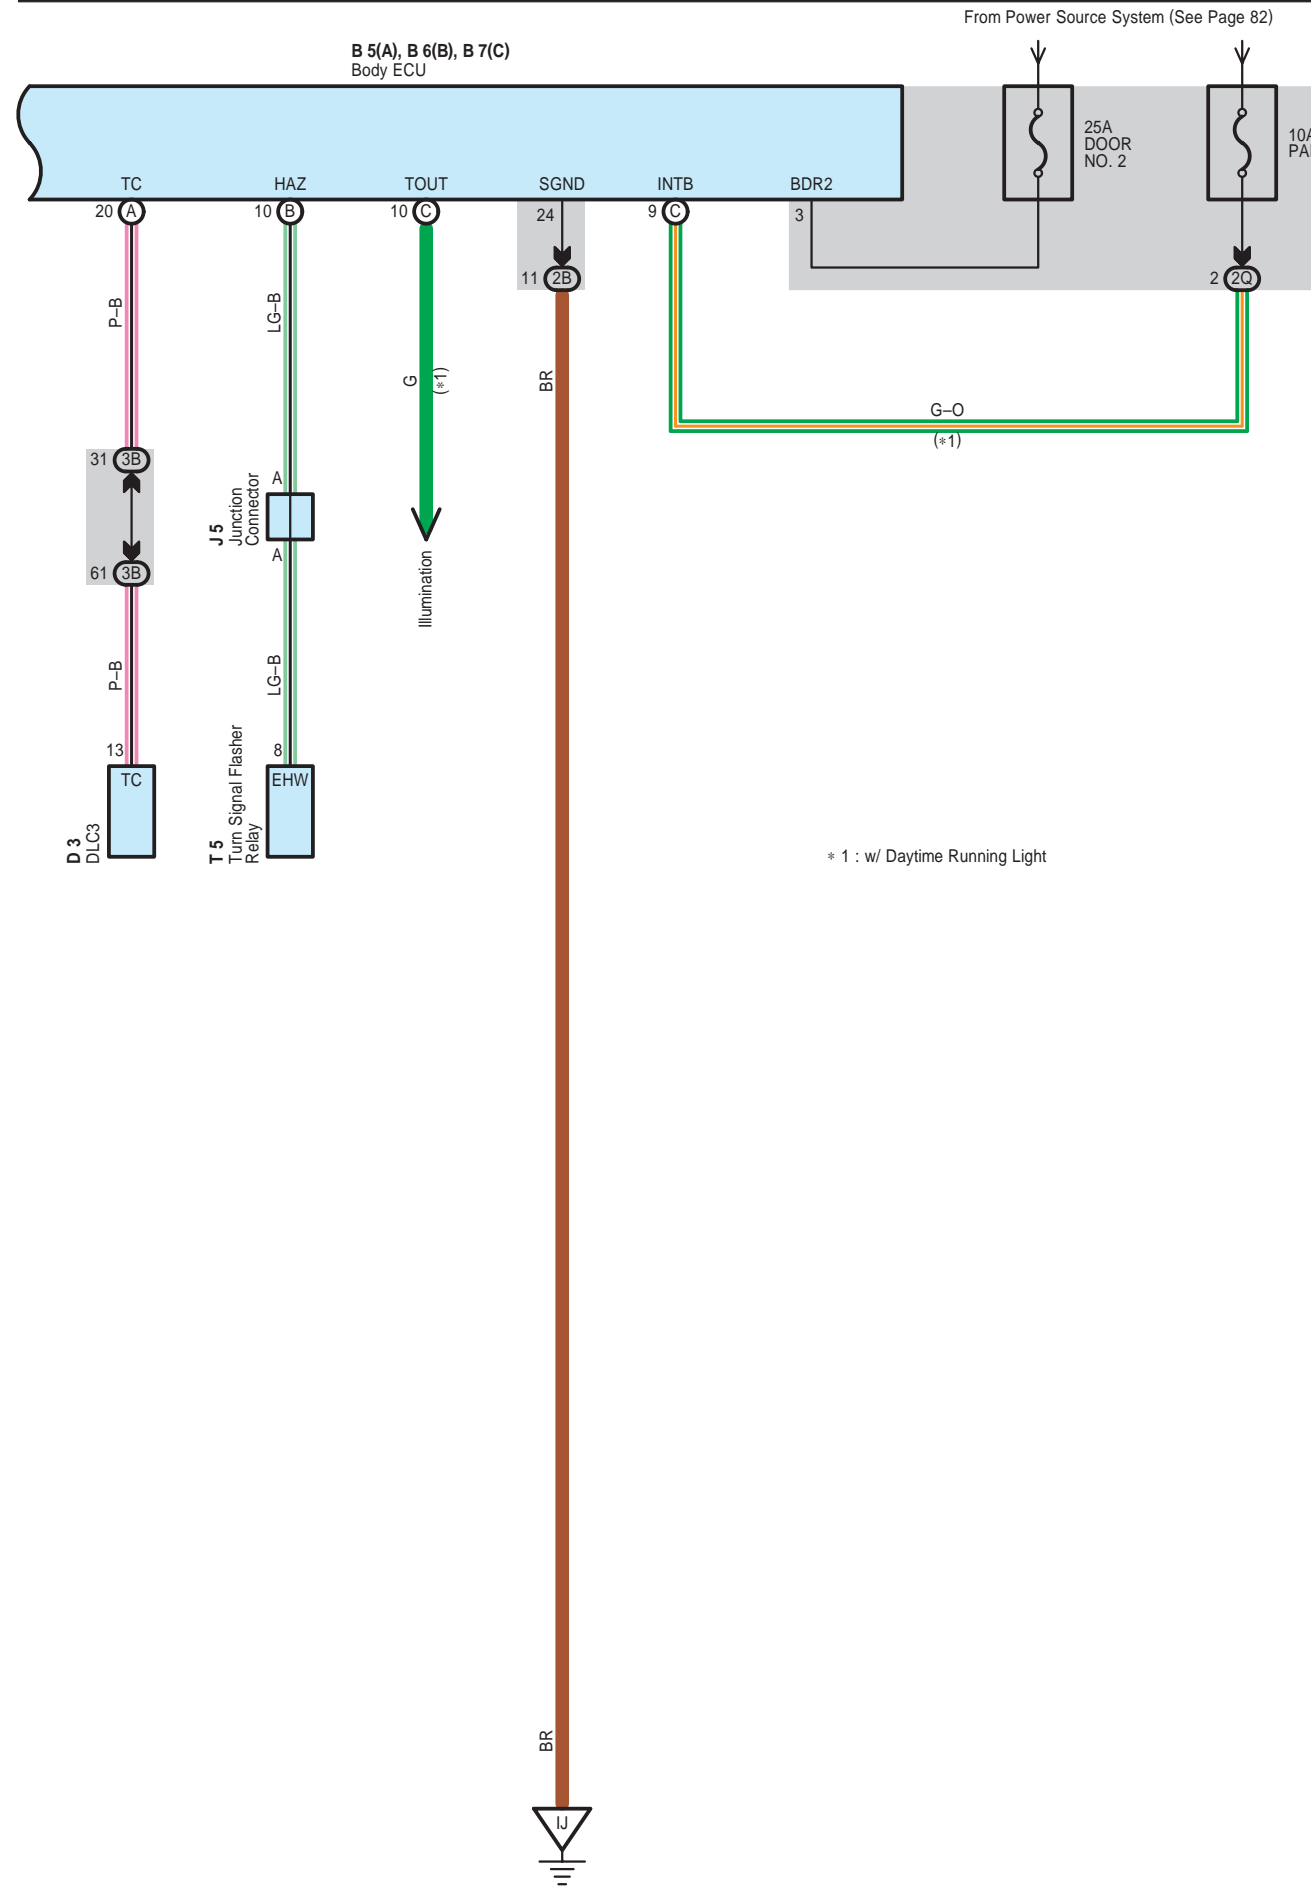 From Power Source System (See Page 82)
B 5(A), B 6(B), B 7(C)
Body ECU
25A
DOOR
NO. 2
10A
TC
HAZ
TOUT
SGND
INTB
BDR2
20 A
10 B
10 C
24
9 C
3
11 2B
2 2Q
P–B
LG–B
G
(*1)
BR
G–O
(*1)
31 3B
A
J 5
Junction
Connector
A
61 3B
Illumination
P–B
LG–B
13
8
TC
EHW
D 3
DLC3
T 5
Turn Signal Flasher
Relay
* 1 : w/ Daytime Running Light
BR
IJ